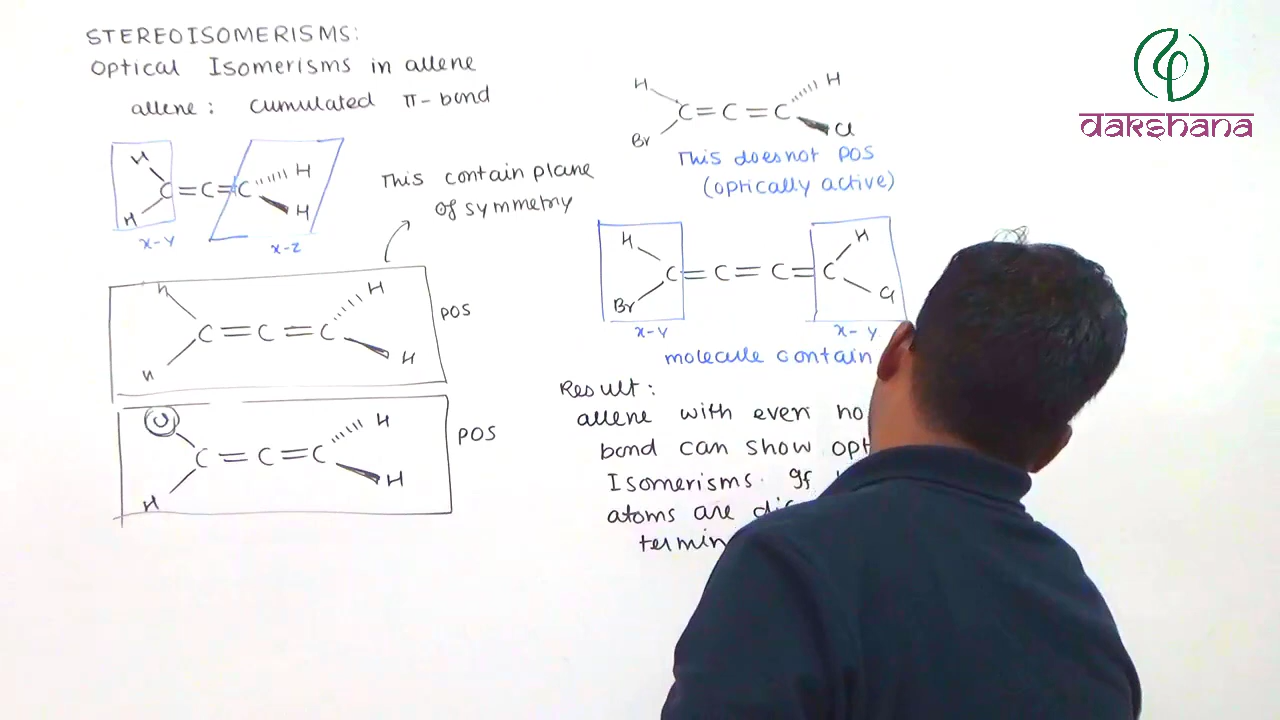 STEREOISOMERISMS:
Optical Isomerisms in allene
allene: cumulated π-bond
H
H
C=C=C
H
H
x-y
x-z
This contain plane
of symmetry
H
H
C=C=C
H
H
POS
H
C=C=C
H
H
POS
H
Br
C=C=C
H
Cl
This does not POS
(optically active)
H
Br
C=C=C=C
H
Cl
x-y
x-y
molecule contain
Result:
allene with even no
bond can show opt
Isomerisms. If
atoms are di
termin
dakshana